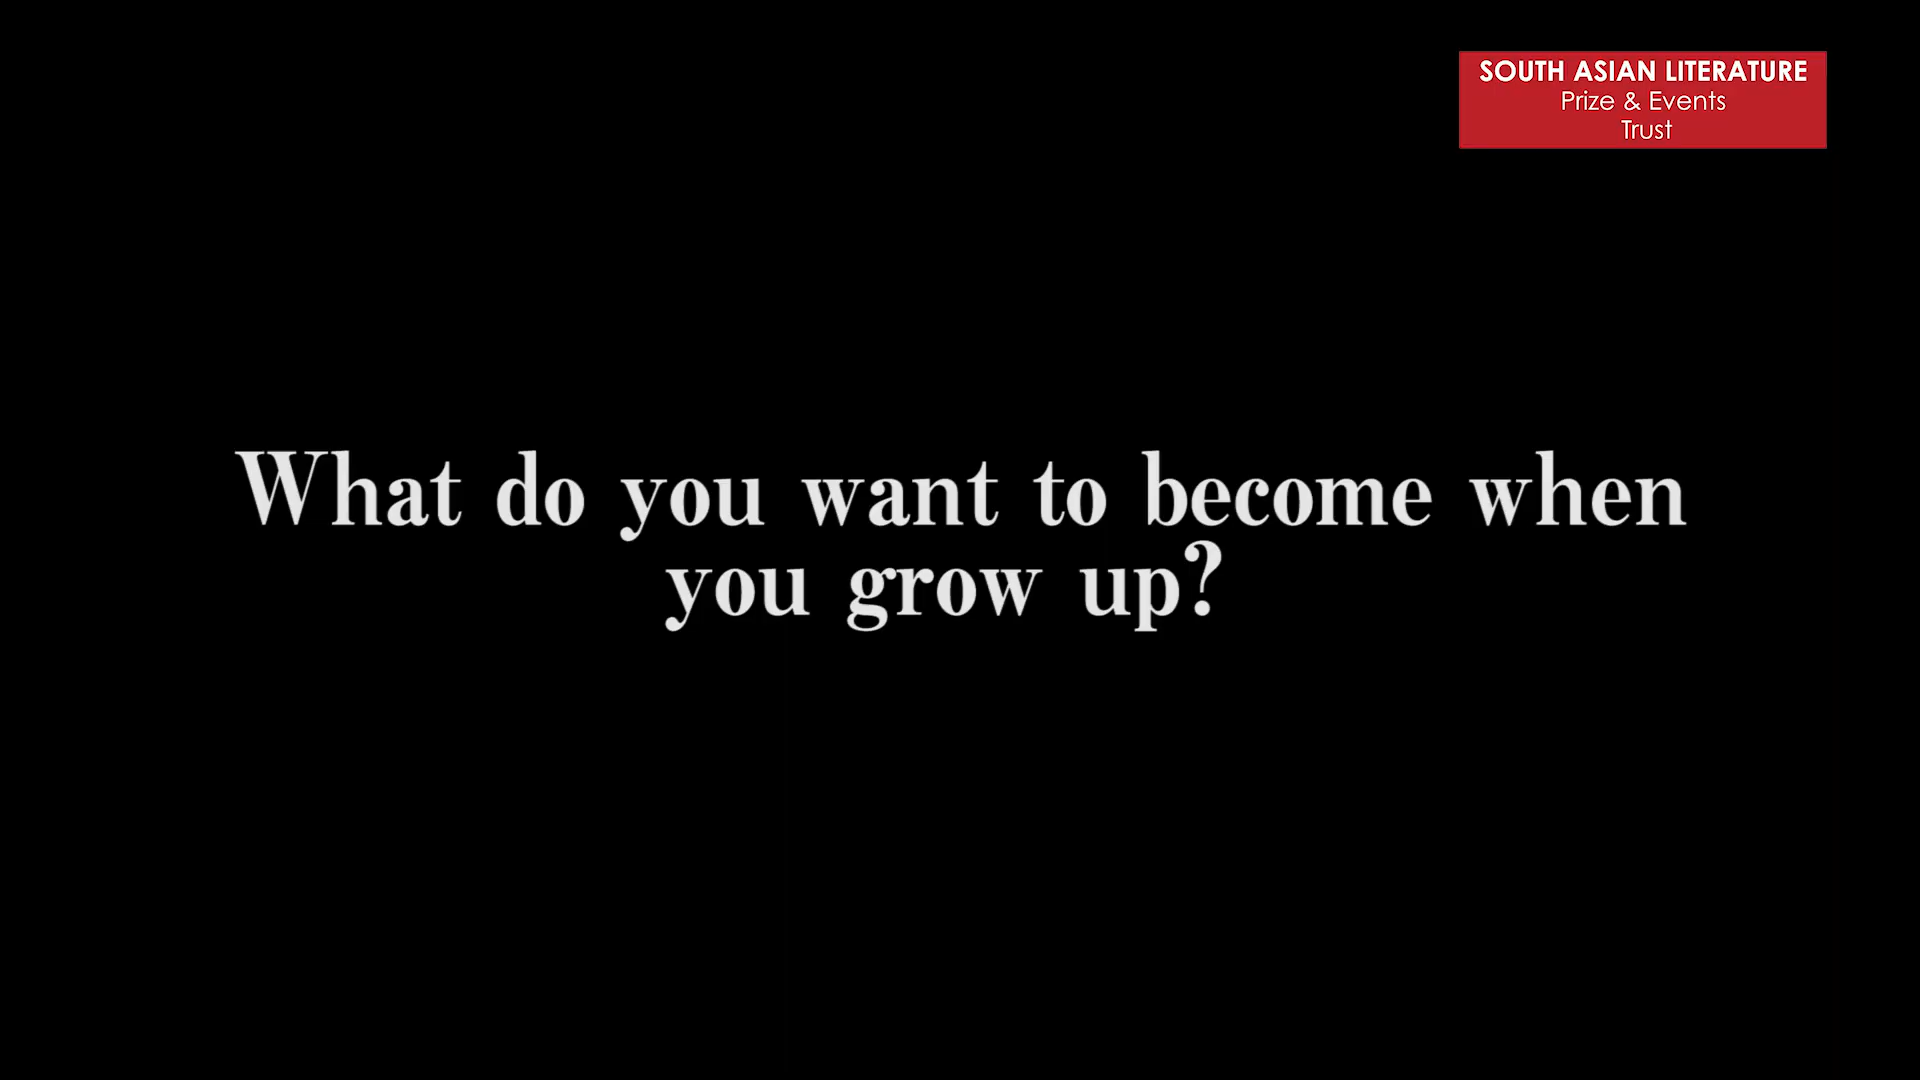 SOUTH ASIAN LITERATURE
Prize & Events
Trust
What do you want to become when
you grow up?